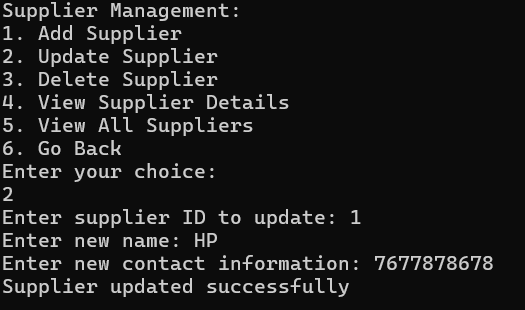 Supplier Management:
1. Add Supplier
2. Update Supplier
3. Delete Supplier
4. View Supplier Details
5. View All Suppliers
6. Go Back
Enter your choice:
2
Enter supplier ID to update: 1
Enter new name: HP
Enter new contact information: 7677878678
Supplier updated successfully